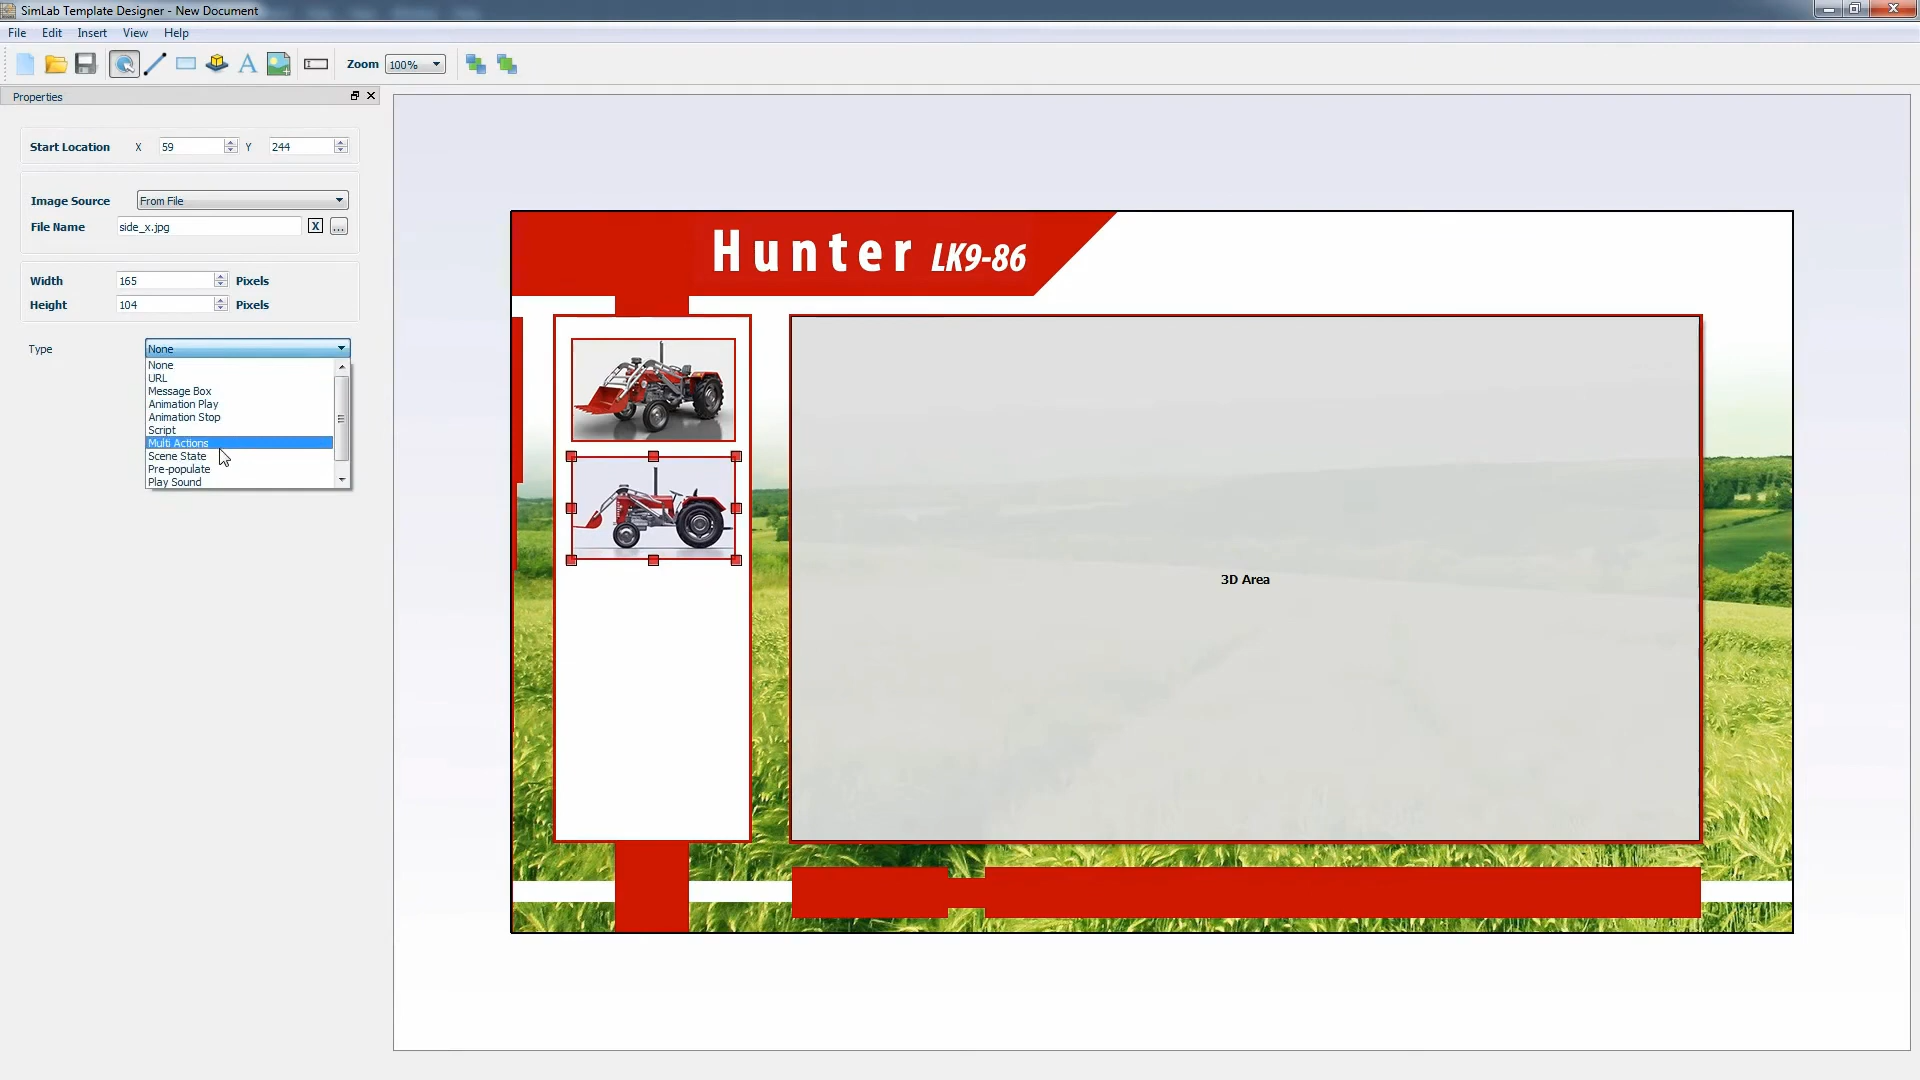 SimLab Template Designer - New Document
File Edit Insert View Help
A Zoom 100%
Properties
Start Location X 59 Y 244
Image Source From File
File Name side_x.jpg X ...
Width 165 Pixels
Height 104 Pixels
Type None
None
URL
Message Box
Animation Play
Animation Stop
Script
Multi Actions
Scene State
Pre-populate
Play Sound
Hunter LK9-86
3D Area